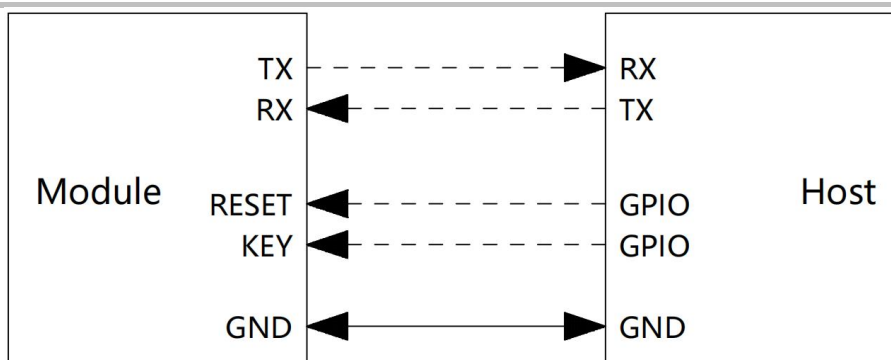 TX RX
RX TX
Module Host
RESET GPIO
KEY GPIO
GND GND